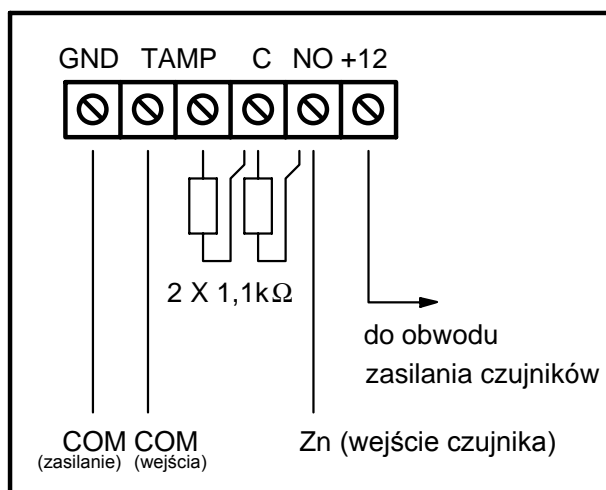 GND TAMP C NO +12
2 X 1,1kΩ
do obwodu
zasilania czujników
COM COM Zn (wejście czujnika)
(zasilanie) (wejścia)